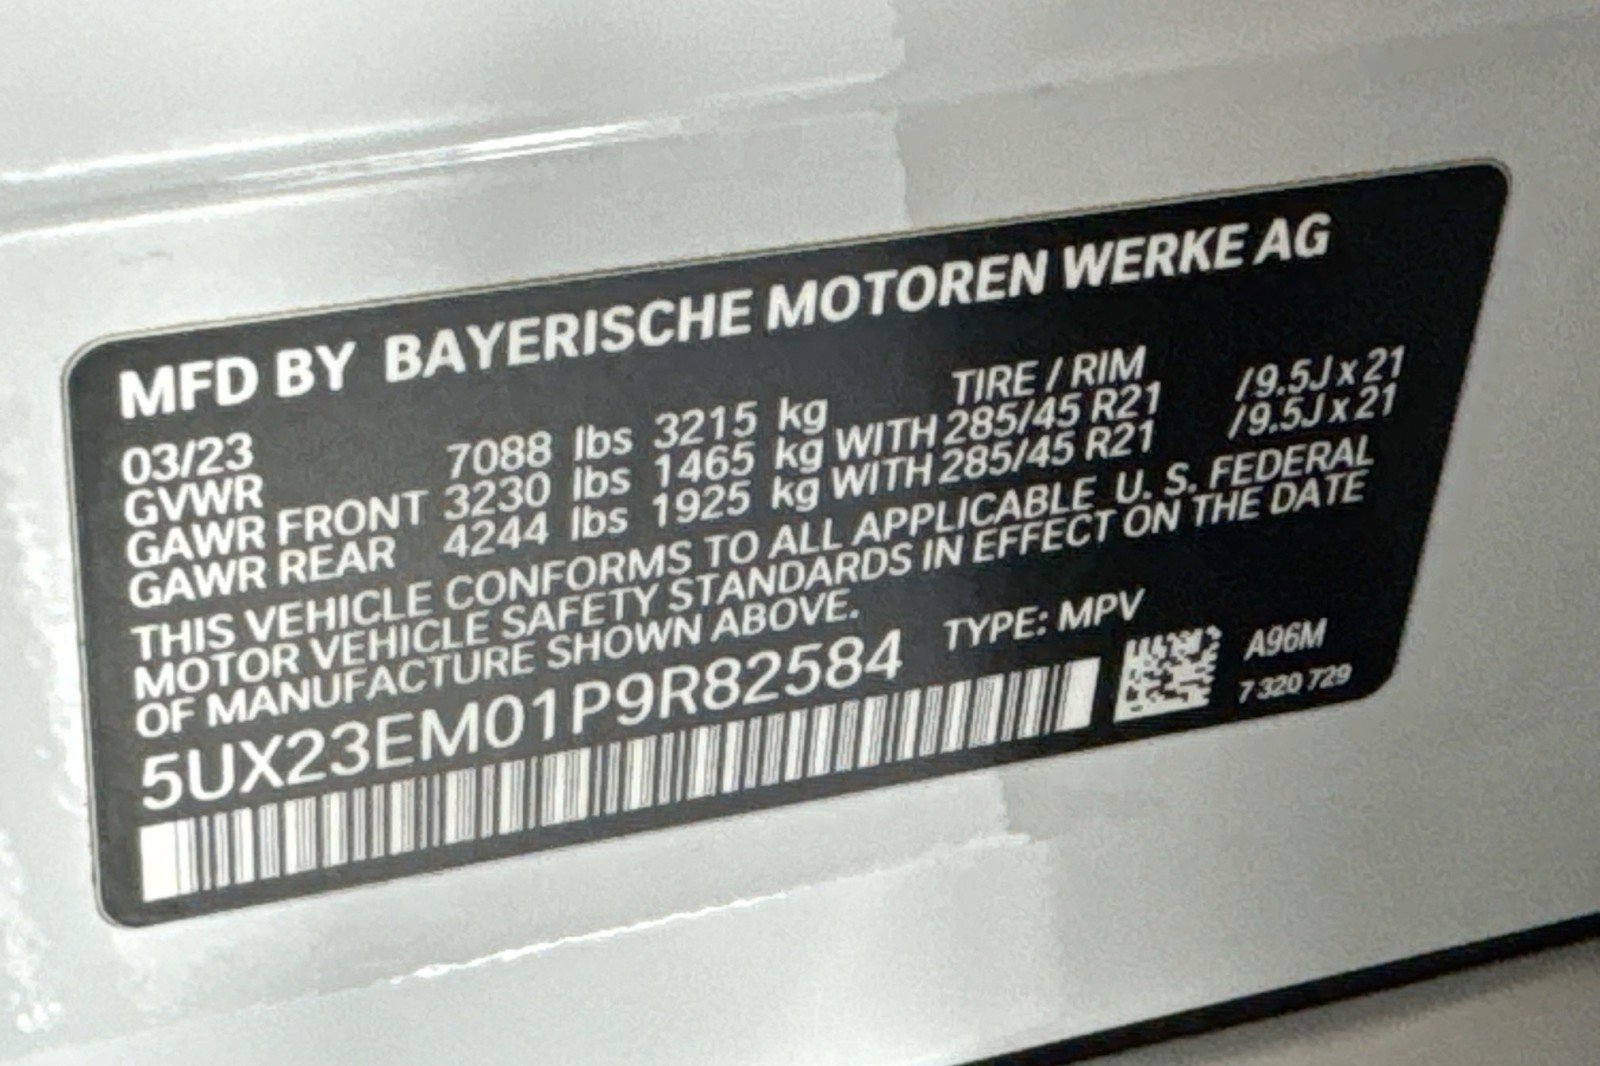 MFD BY BAYERISCHE MOTOREN WERKE AG
03/23 TIRE / RIM
GVWR 7088 lbs 3215 kg
GAWR FRONT 3230 lbs 1465 kg WITH 285/45 R21 /9.5J x 21
GAWR REAR 4244 lbs 1925 kg WITH 285/45 R21 /9.5J x 21
THIS VEHICLE CONFORMS TO ALL APPLICABLE U. S. FEDERAL
MOTOR VEHICLE SAFETY STANDARDS IN EFFECT ON THE DATE
OF MANUFACTURE SHOWN ABOVE.
5UX23EM01P9R82584 TYPE: MPV
A96M
7 320 729